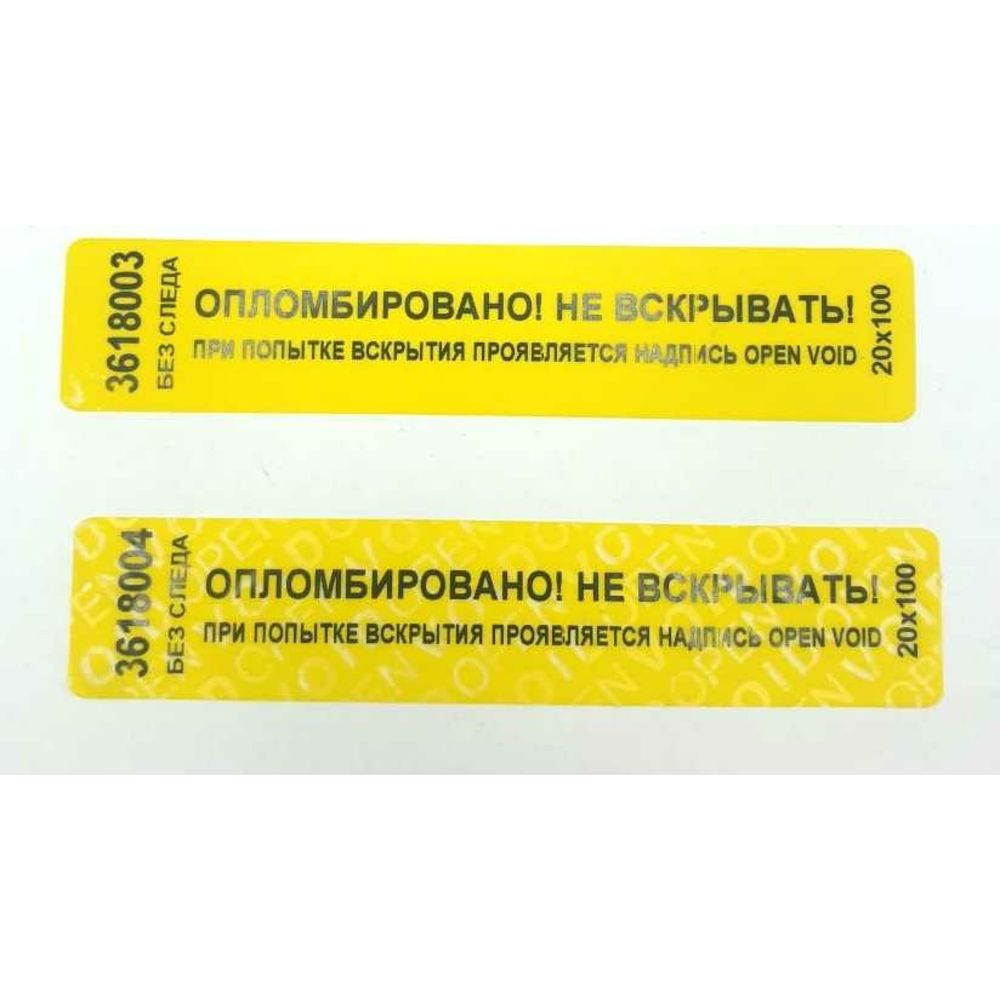 3618003
БЕЗ СЛЕДА
ОПЛОМБИРОВАНО! НЕ ВСКРЫВАТЬ!
ПРИ ПОПЫТКЕ ВСКРЫТИЯ ПРОЯВЛЯЕТСЯ НАДПИСЬ OPEN VOID
20x100
3618004
БЕЗ СЛЕДА
ОПЛОМБИРОВАНО! НЕ ВСКРЫВАТЬ!
ПРИ ПОПЫТКЕ ВСКРЫТИЯ ПРОЯВЛЯЕТСЯ НАДПИСЬ OPEN VOID
20x100